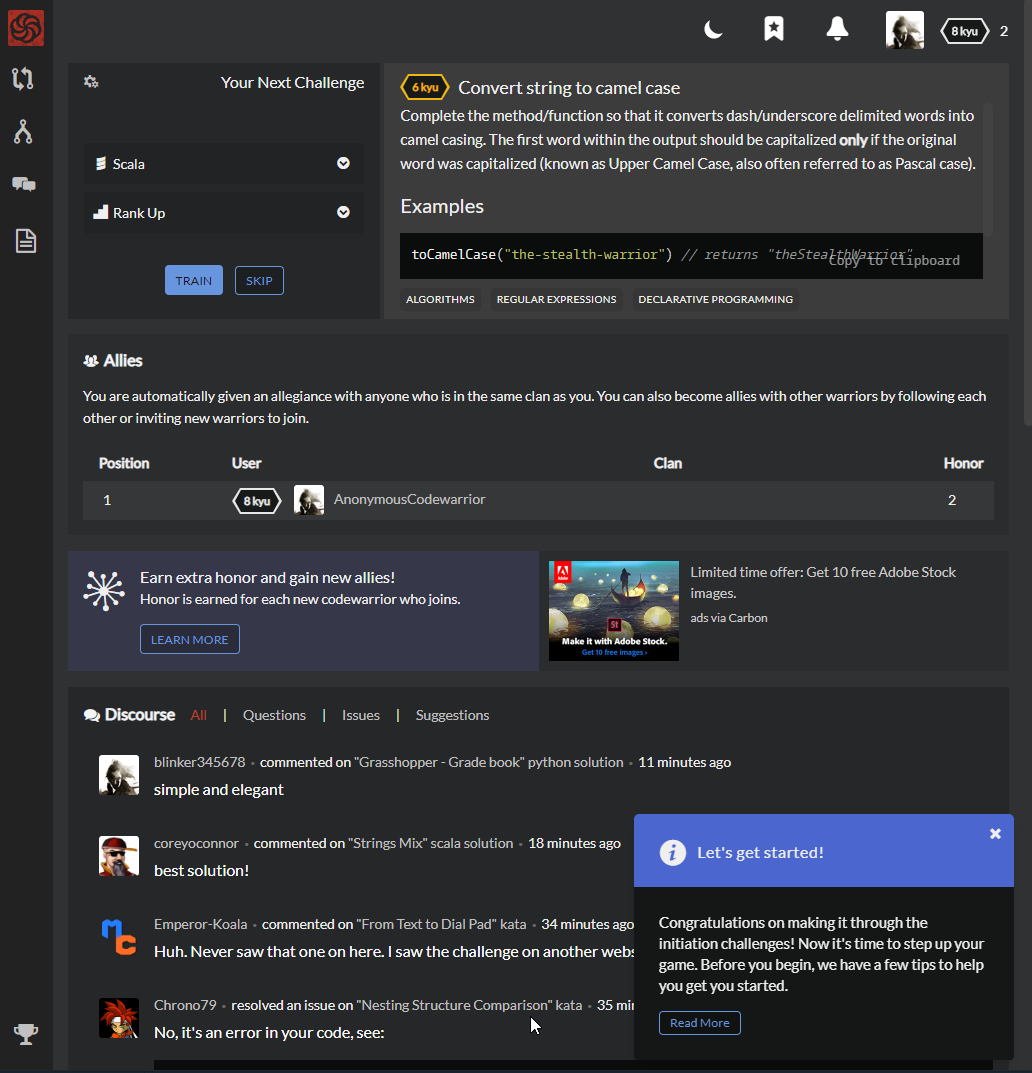 8 kyu 2
Your Next Challenge
Scala
Rank Up
TRAIN SKIP
6 kyu Convert string to camel case
Complete the method/function so that it converts dash/underscore delimited words into
camel casing. The first word within the output should be capitalized only if the original
word was capitalized (known as Upper Camel Case, also often referred to as Pascal case).
Examples
toCamelCase("the-stealth-warrior") // returns "theStealthWarrior"
Copy to clipboard
ALGORITHMS REGULAR EXPRESSIONS DECLARATIVE PROGRAMMING
Allies
You are automatically given an allegiance with anyone who is in the same clan as you. You can also become allies with other warriors by following each
other or inviting new warriors to join.
Position User Clan Honor
1 8 kyu AnonymousCodewarrior 2
Earn extra honor and gain new allies!
Honor is earned for each new codewarrior who joins.
LEARN MORE
Adobe
St
Make it with Adobe Stock.
Get 10 free images ›
Limited time offer: Get 10 free Adobe Stock
images.
ads via Carbon
Discourse All | Questions | Issues | Suggestions
blinker345678 • commented on "Grasshopper - Grade book" python solution • 11 minutes ago
simple and elegant
coreyoconnor • commented on "Strings Mix" scala solution • 18 minutes ago
best solution!
Emperor-Koala • commented on "From Text to Dial Pad" kata • 34 minutes ago
Huh. Never saw that one on here. I saw the challenge on another webs
Chrono79 • resolved an issue on "Nesting Structure Comparison" kata • 35 min
No, it's an error in your code, see:
Let's get started!
Congratulations on making it through the
initiation challenges! Now it's time to step up your
game. Before you begin, we have a few tips to help
you get you started.
Read More